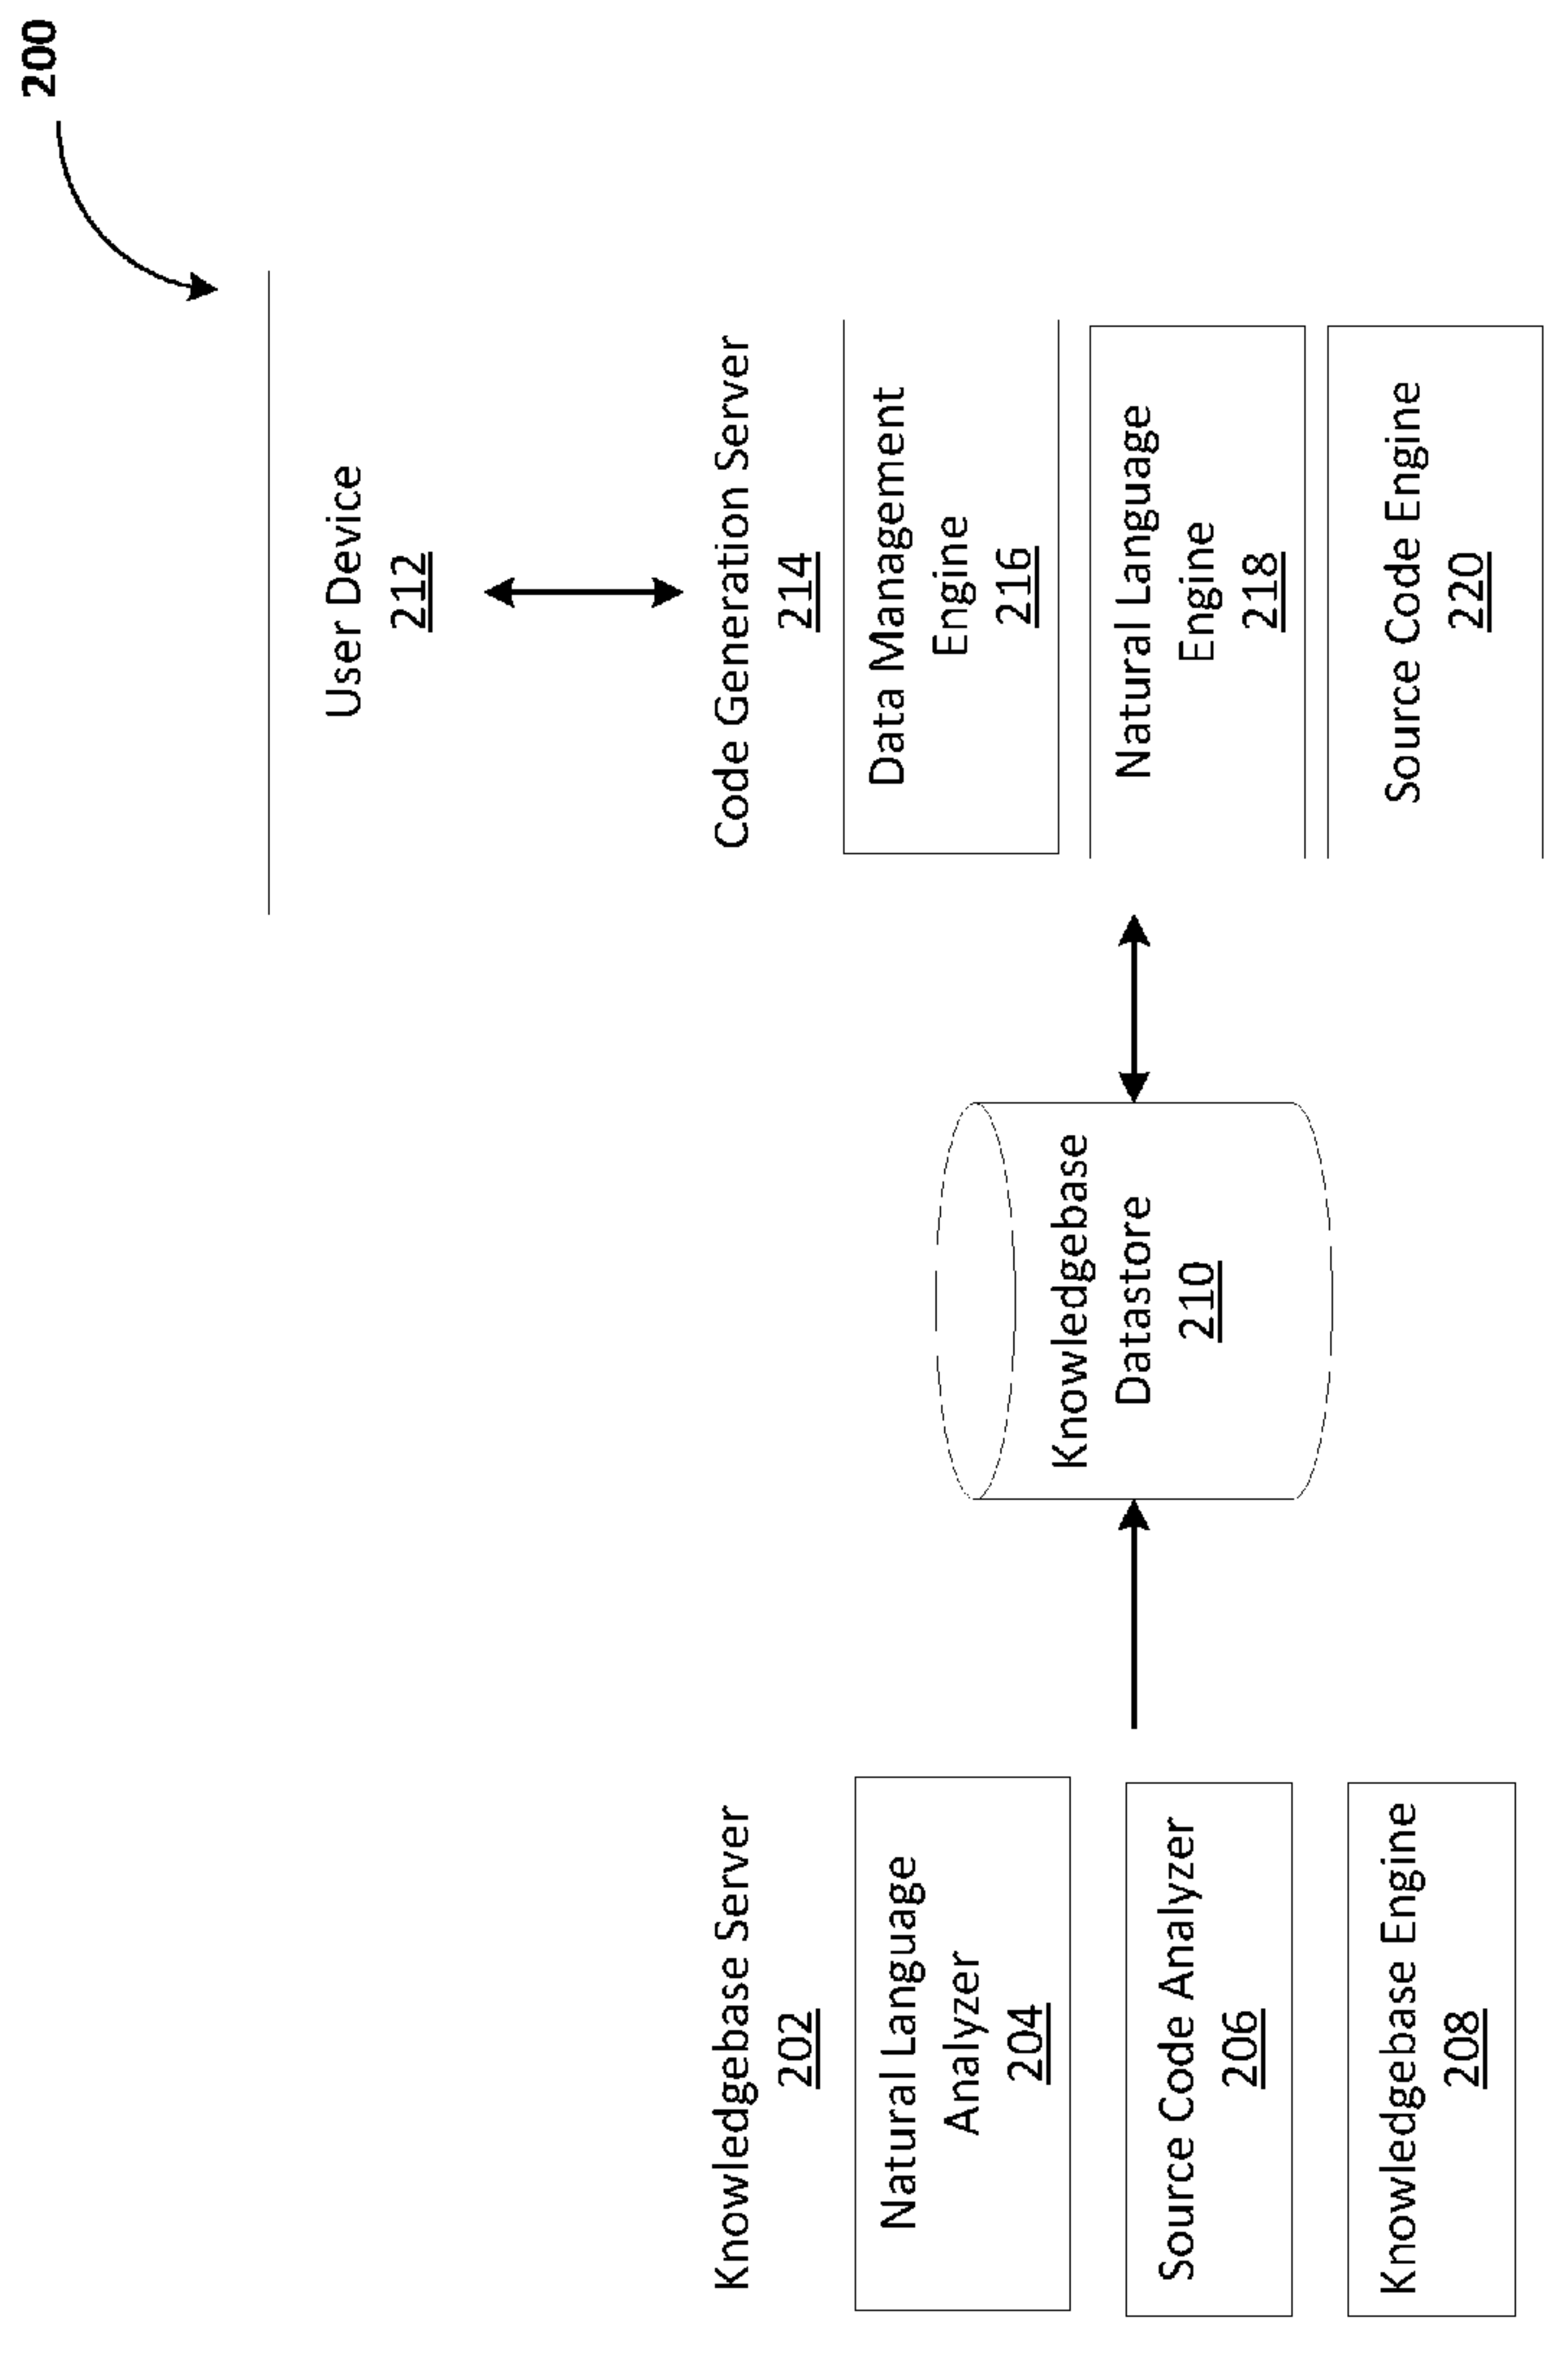 200
User Device
212
Knowledgebase Server
202
Natural Language
Analyzer
204
Source Code Analyzer
206
Knowledgebase Engine
208
Knowledgebase
Datastore
210
Code Generation Server
214
Data Management
Engine
216
Natural Language
Engine
218
Source Code Engine
220